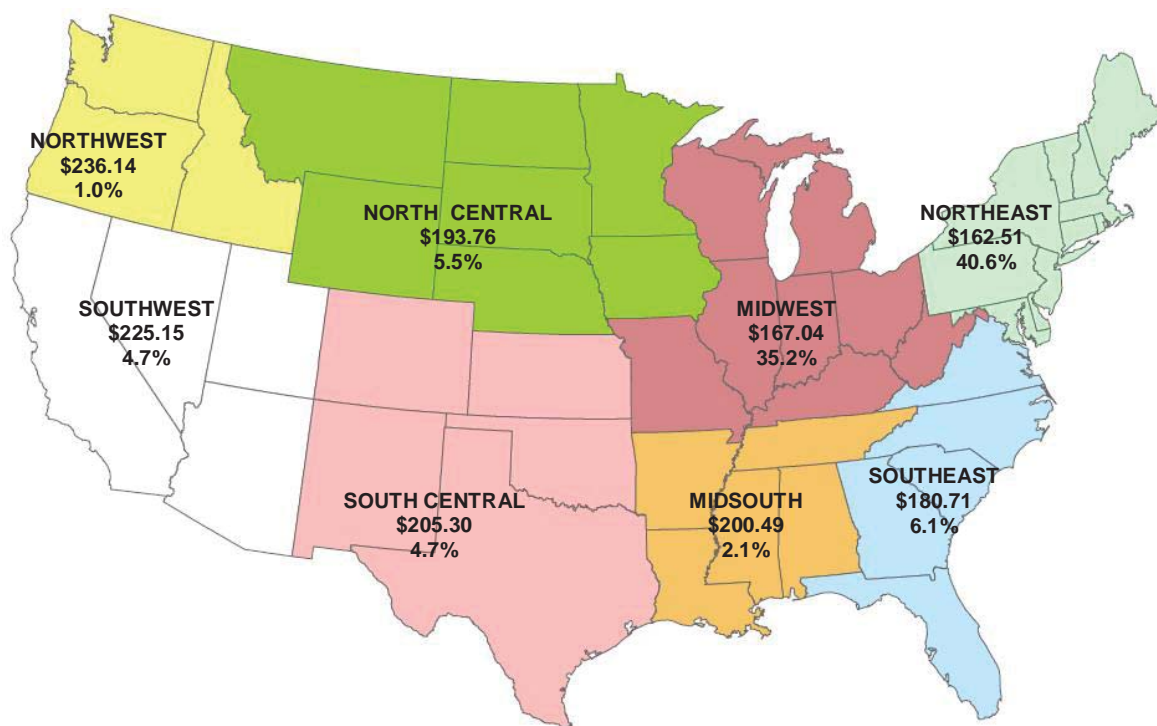 NORTHWEST
$236.14
1.0%
NORTH CENTRAL
$193.76
5.5%
NORTHEAST
$162.51
40.6%
SOUTHWEST
$225.15
4.7%
MIDWEST
$167.04
35.2%
SOUTH CENTRAL
$205.30
4.7%
MIDSOUTH
$200.49
2.1%
SOUTHEAST
$180.71
6.1%